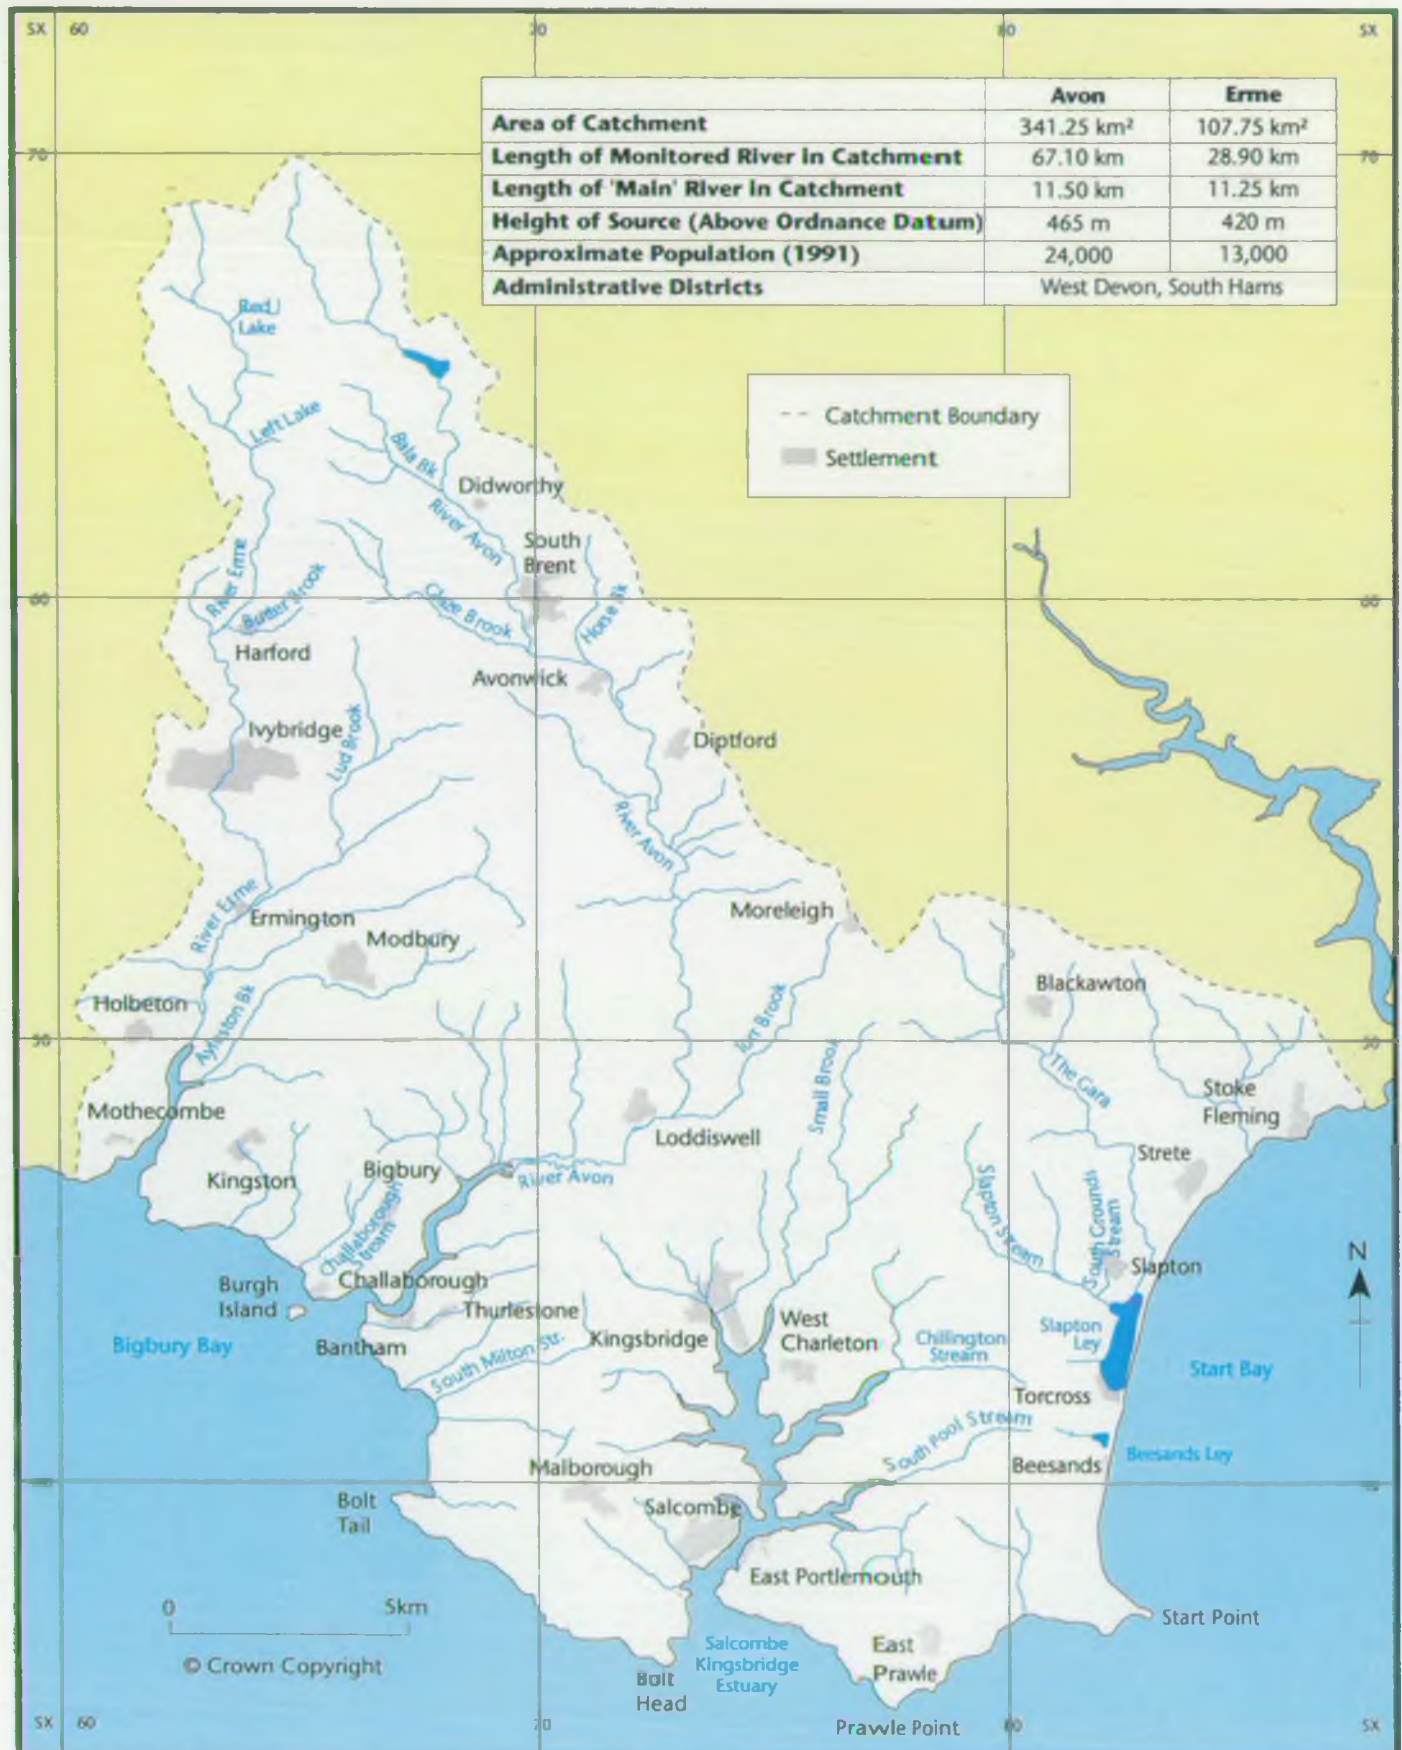 SX 60 20 80 SX
Avon Erme
Area of Catchment 341.25 km² 107.75 km²
Length of Monitored River in Catchment 67.10 km 28.90 km
Length of 'Main' River in Catchment 11.50 km 11.25 km
Height of Source (Above Ordnance Datum) 465 m 420 m
Approximate Population (1991) 24,000 13,000
Administrative Districts West Devon, South Hams
70 70
Red
Lake
Catchment Boundary
Settlement
Left Lake
Bala Bk
Didworthy
River Avon
South
Brent
River Erme
Butter Brook
Glaze Brook
Horse Bk
60 60
Harford
Avonwick
Ivybridge
Lud Brook
Diptford
River Avon
River Erme
Ermington
Moreleigh
Modbury
Blackawton
Holbeton
Aylston Bk
Torr Brook
50 50
Small Brook
The Gara
Stoke
Fleming
Mothecombe
Loddiswell
Strete
Kingston
Bigbury
River Avon
Slapton Stream
South Grounds
Stream
Challaborough
Stream
Slapton
N
Burgh
Island
Challaborough
Thurlestone
Kingsbridge
West
Charleton
Chillington
Stream
Slapton
Ley
Bigbury Bay
Bantham
South Milton Str.
Start Bay
Torcross
South Pool Stream
Beesands
Beesands Ley
Malborough
Bolt
Tail
Salcombe
East Portlemouth
0 5km
Start Point
© Crown Copyright
Salcombe
Kingsbridge
Estuary
East
Prawle
Bolt
Head
Prawle Point
SX 60 20 80 SX